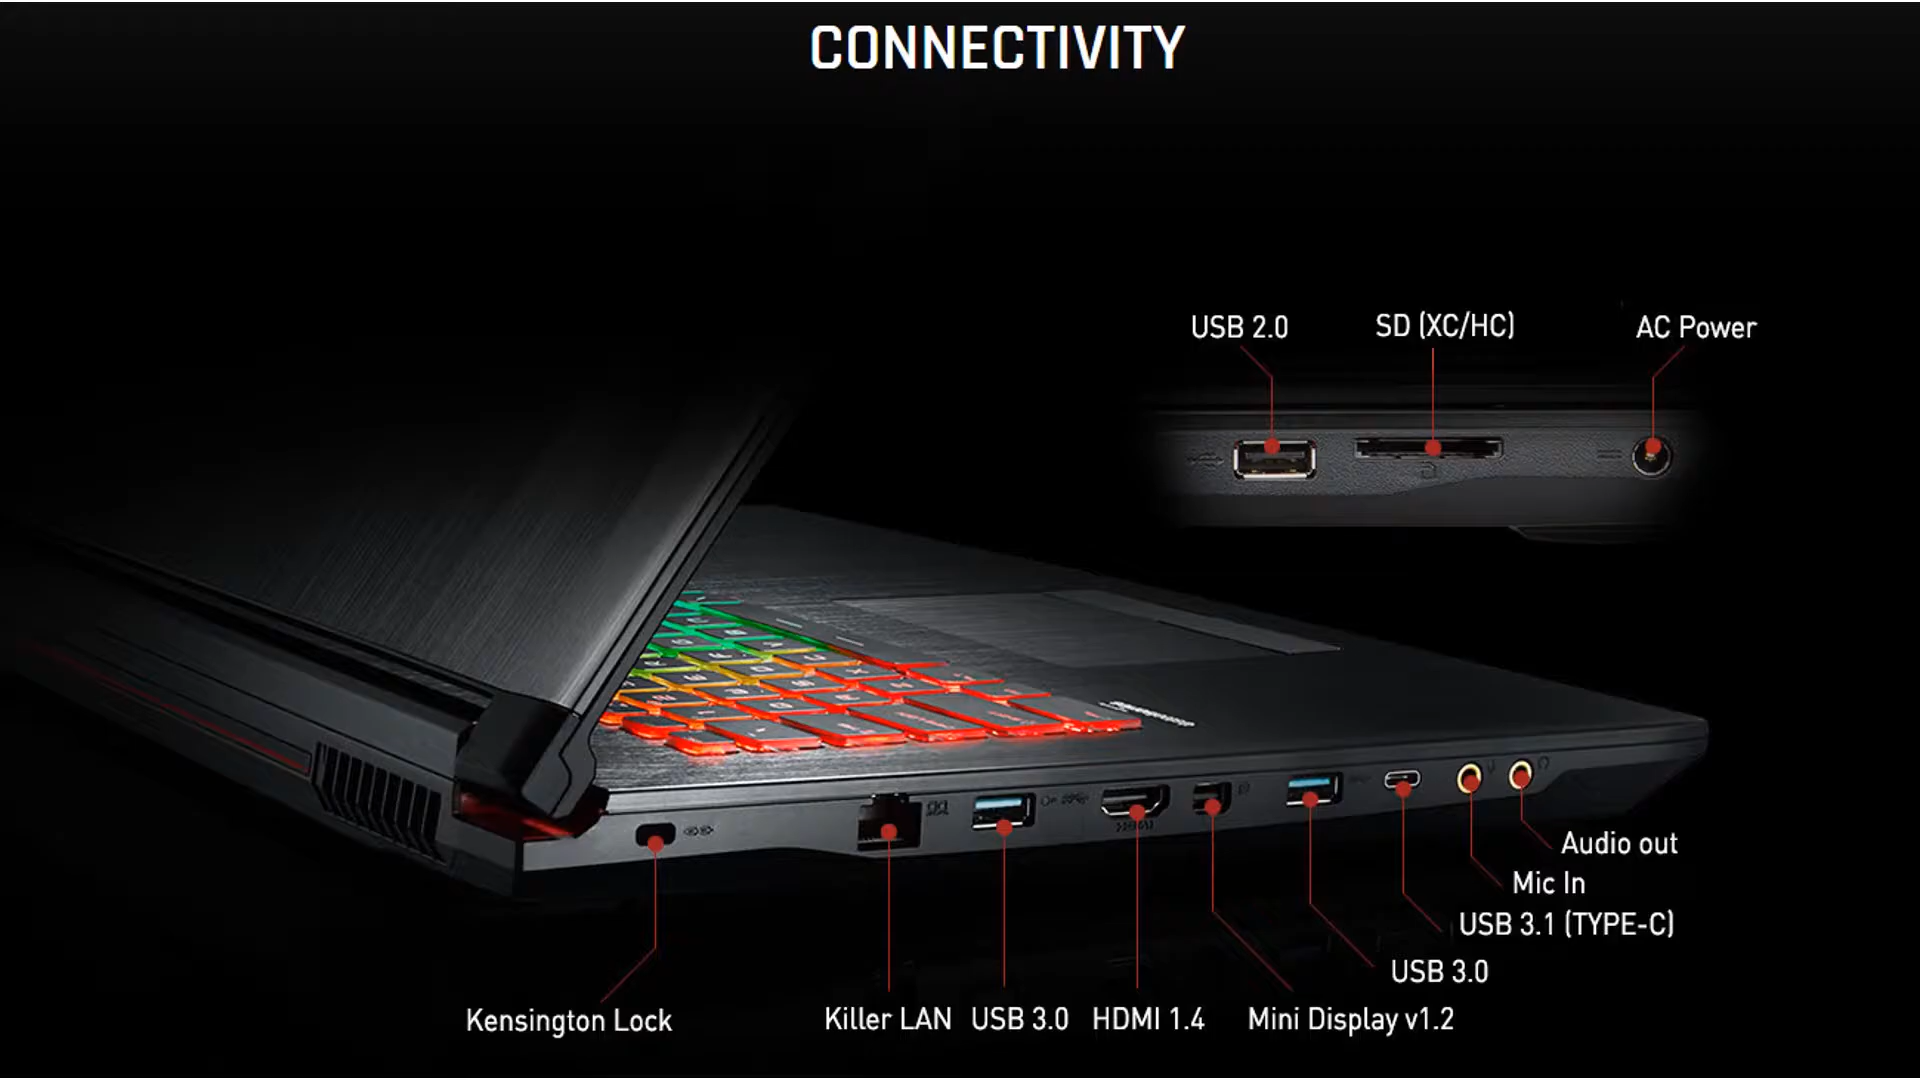 CONNECTIVITY
USB 2.0
SD (XC/HC)
AC Power
Audio out
Mic In
USB 3.1 (TYPE-C)
USB 3.0
Kensington Lock
Killer LAN
USB 3.0
HDMI 1.4
Mini Display v1.2